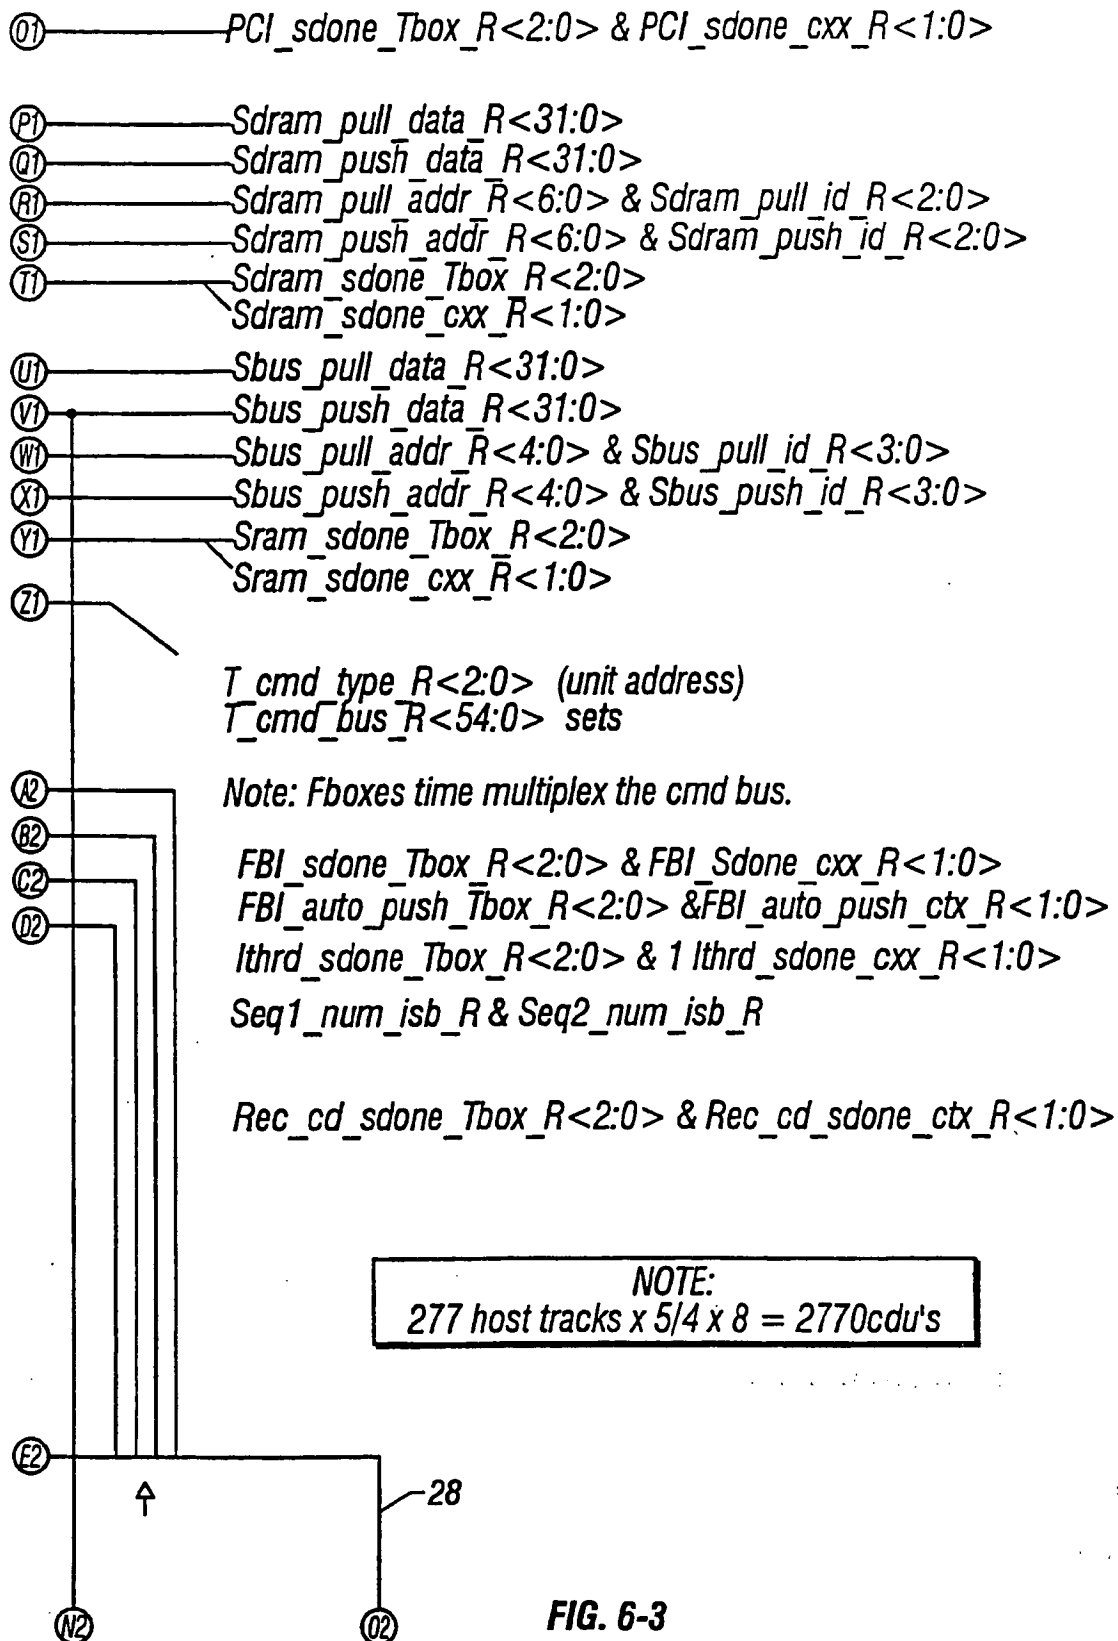 O1 PCI_sdone_Tbox_R<2:0> & PCI_sdone_cxx_R<1:0>
P1 Sdram_pull_data_R<31:0>
Q1 Sdram_push_data_R<31:0>
R1 Sdram_pull_addr_R<6:0> & Sdram_pull_id_R<2:0>
S1 Sdram_push_addr_R<6:0> & Sdram_push_id_R<2:0>
T1 Sdram_sdone_Tbox_R<2:0>
Sdram_sdone_cxx_R<1:0>
U1 Sbus_pull_data_R<31:0>
V1 Sbus_push_data_R<31:0>
W1 Sbus_pull_addr_R<4:0> & Sbus_pull_id_R<3:0>
X1 Sbus_push_addr_R<4:0> & Sbus_push_id_R<3:0>
Y1 Sram_sdone_Tbox_R<2:0>
Sram_sdone_cxx_R<1:0>
Z1
T_cmd_type_R<2:0> (unit address)
T_cmd_bus_R<54:0> sets
A2 Note: Fboxes time multiplex the cmd bus.
B2
FBI_sdone_Tbox_R<2:0> & FBI_Sdone_cxx_R<1:0>
C2
FBI_auto_push_Tbox_R<2:0> &FBI_auto_push_ctx_R<1:0>
D2
Ithrd_sdone_Tbox_R<2:0> & 1 Ithrd_sdone_cxx_R<1:0>
Seq1_num_isb_R & Seq2_num_isb_R
Rec_cd_sdone_Tbox_R<2:0> & Rec_cd_sdone_ctx_R<1:0>
NOTE:
277 host tracks x 5/4 x 8 = 2770cdu's
E2
28
N2
O2
FIG. 6-3